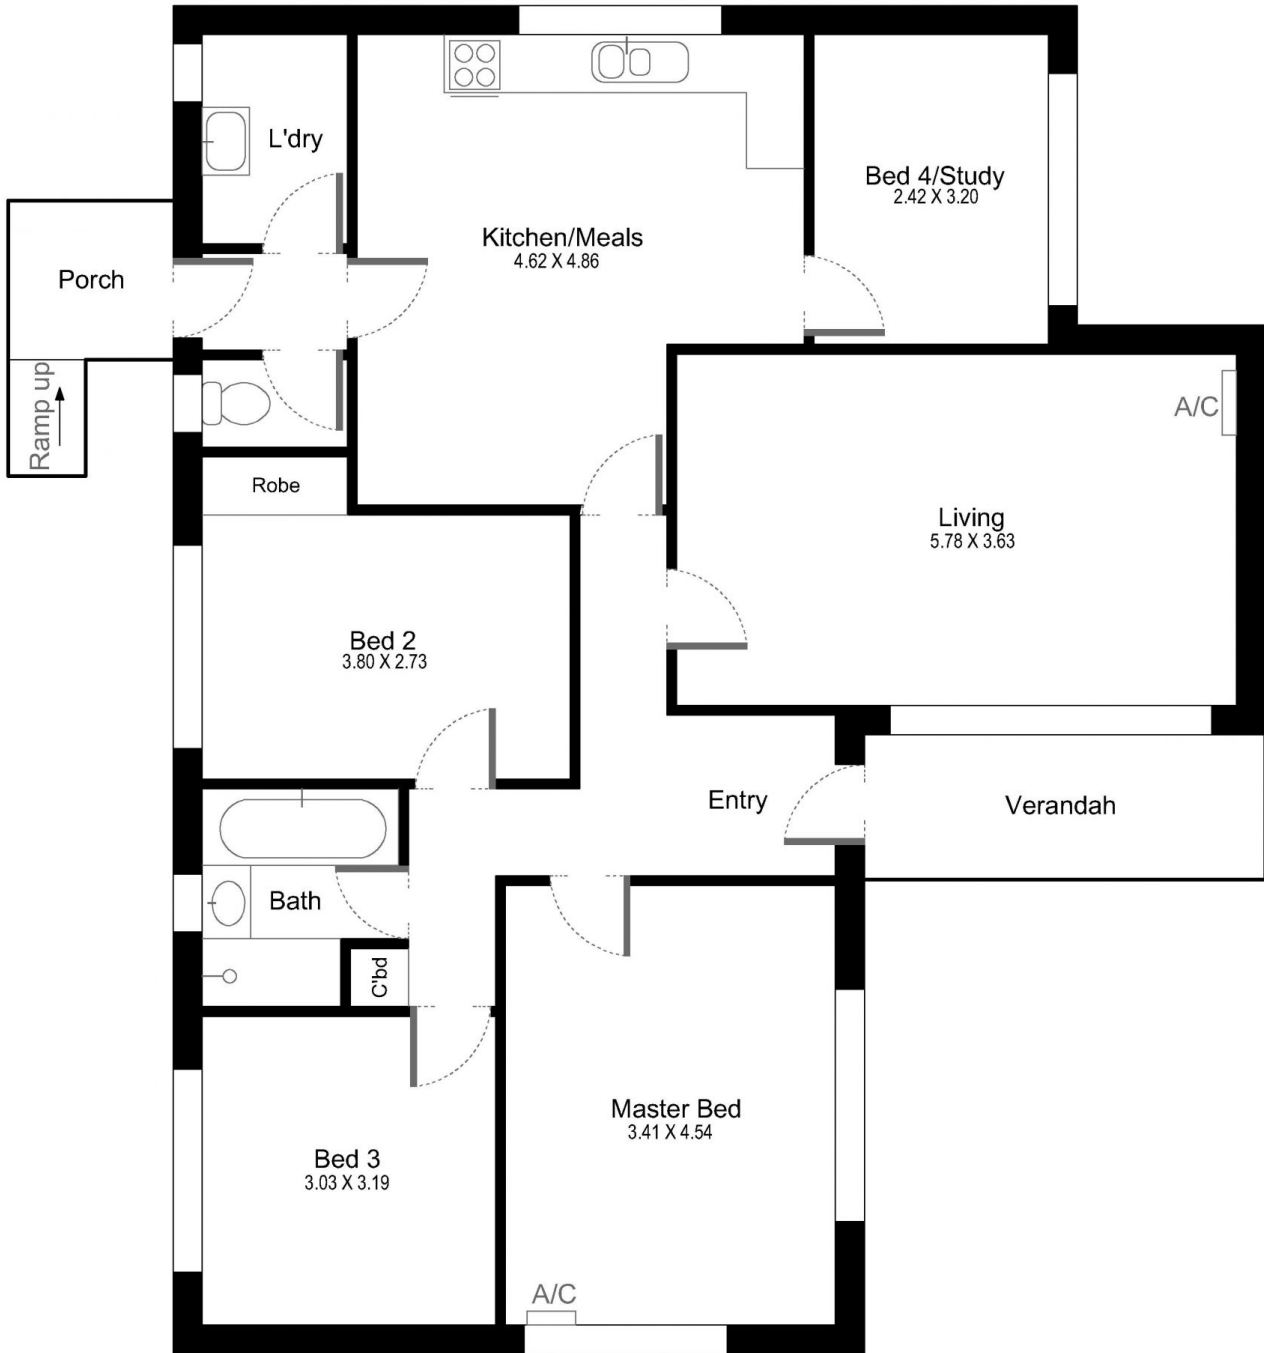 L'dry
Bed 4/Study
2.42 X 3.20
Kitchen/Meals
4.62 X 4.86
Porch
Ramp up
A/C
Robe
Living
5.78 X 3.63
Bed 2
3.80 X 2.73
Entry
Verandah
Bath
C'bd
Master Bed
3.41 X 4.54
Bed 3
3.03 X 3.19
A/C